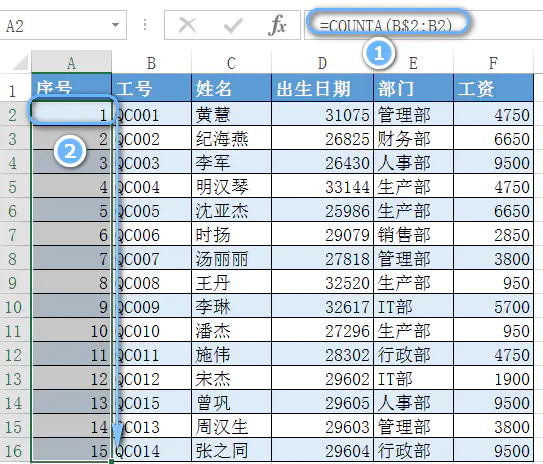 A2 fx =COUNTA(B$2:B2)
1
A B C D E F
1 序号 工号 姓名 出生日期 部门 工资
2 1 QC001 黄慧 31075 管理部 4750
2
3 2 QC002 纪海燕 26825 财务部 6650
4 3 QC003 李军 26430 人事部 9500
5 4 QC004 明汉琴 33144 生产部 4750
6 5 QC005 沈亚杰 25986 生产部 6650
7 6 QC006 时扬 29079 销售部 2850
8 7 QC007 汤丽丽 27818 管理部 3800
9 8 QC008 王丹 32520 生产部 950
10 9 QC009 李琳 32617 IT部 5700
11 10 QC010 潘杰 27296 生产部 950
12 11 QC011 施伟 28302 行政部 4750
13 12 QC012 宋杰 29602 IT部 1900
14 13 QC015 曾巩 29605 人事部 9500
15 14 QC013 周汉生 29603 管理部 3800
16 15 QC014 张之同 29604 行政部 9500